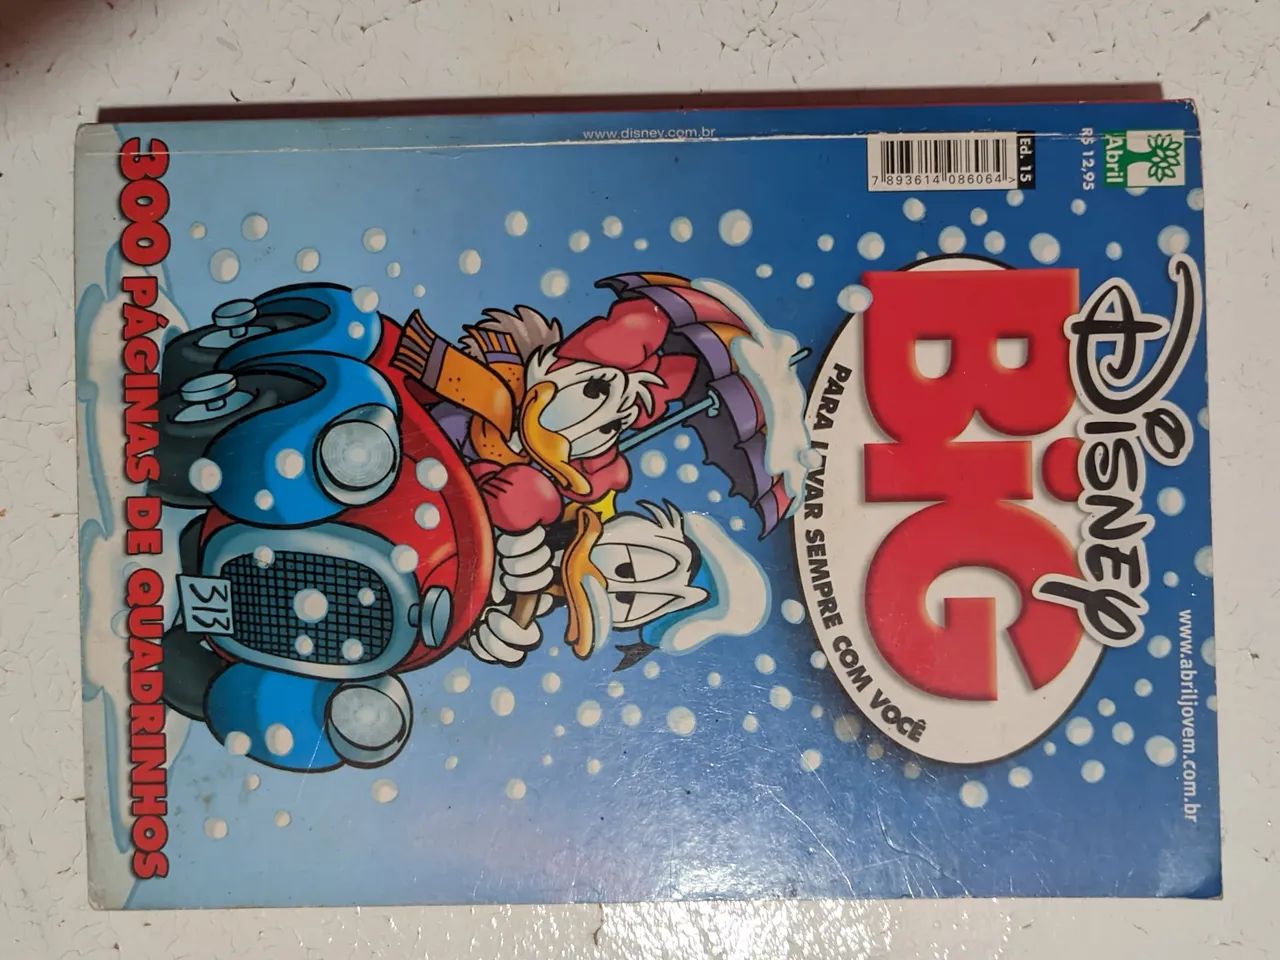 Abril
R$ 12,95
Ed. 15
7 893614 086064 >
www.disney.com.br
www.abriljovem.com.br
Disney
BiG
PARA LEVAR SEMPRE COM VOCÊ
313
300 PÁGINAS DE QUADRINHOS